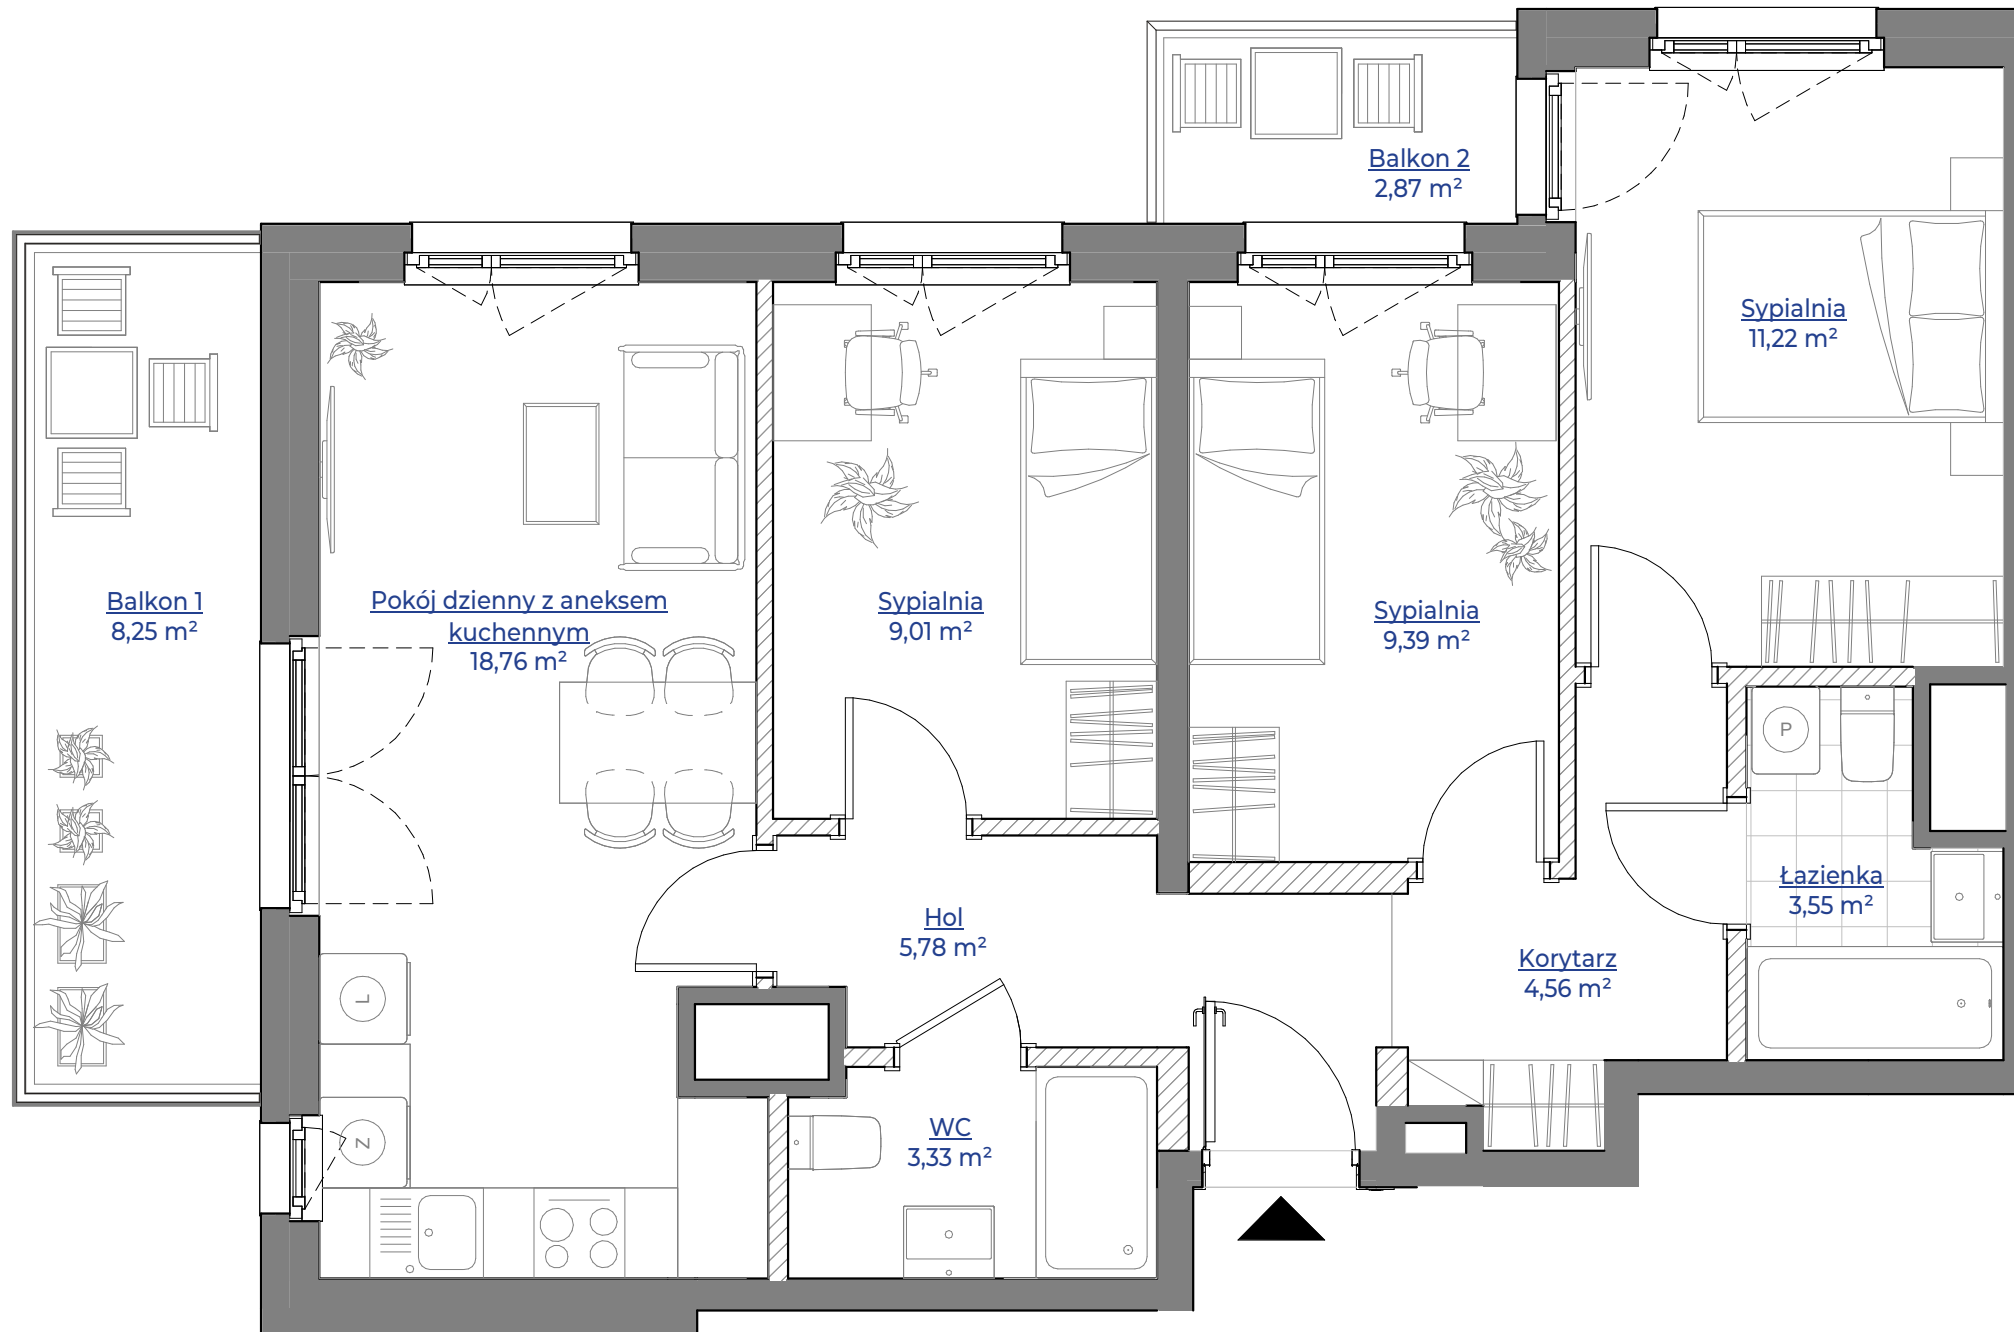 Balkon 2
2,87 m²
Sypialnia
11,22 m²
Balkon 1
8,25 m²
Pokój dzienny z aneksem
kuchennym
18,76 m²
Sypialnia
9,01 m²
Sypialnia
9,39 m²
P
Łazienka
3,55 m²
Hol
5,78 m²
Korytarz
4,56 m²
L
Z
WC
3,33 m²